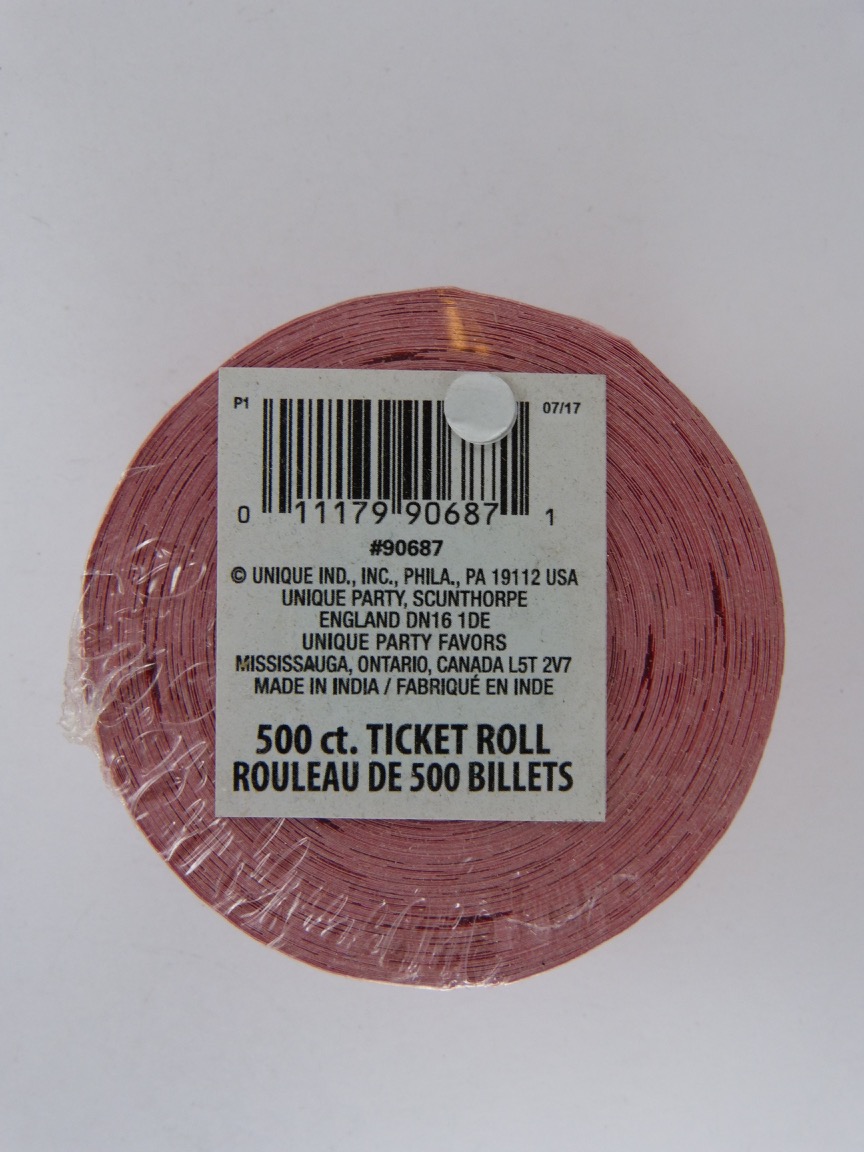 P1 07/17
0 11179 90687 1
#90687
© UNIQUE IND., INC., PHILA., PA 19112 USA
UNIQUE PARTY, SCUNTHORPE
ENGLAND DN16 1DE
UNIQUE PARTY FAVORS
MISSISSAUGA, ONTARIO, CANADA L5T 2V7
MADE IN INDIA / FABRIQUÉ EN INDE
500 ct. TICKET ROLL
ROULEAU DE 500 BILLETS